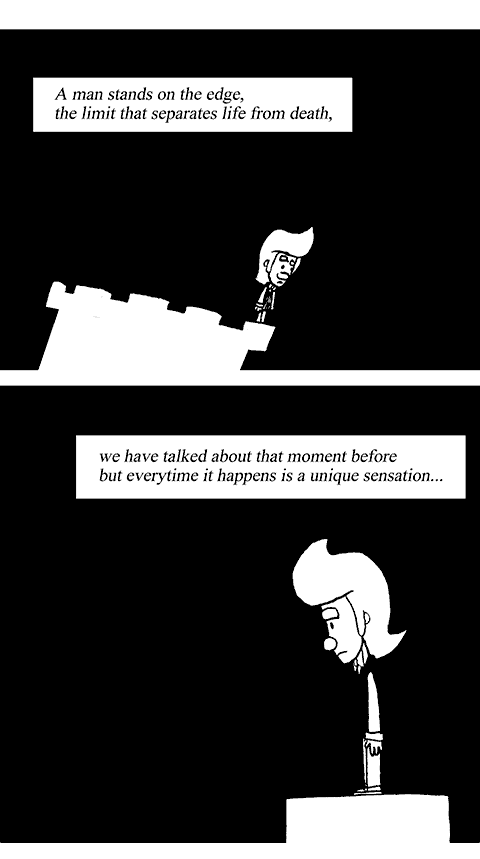 A man stands on the edge,
the limit that separates life from death,
we have talked about that moment before
but everytime it happens is a unique sensation...